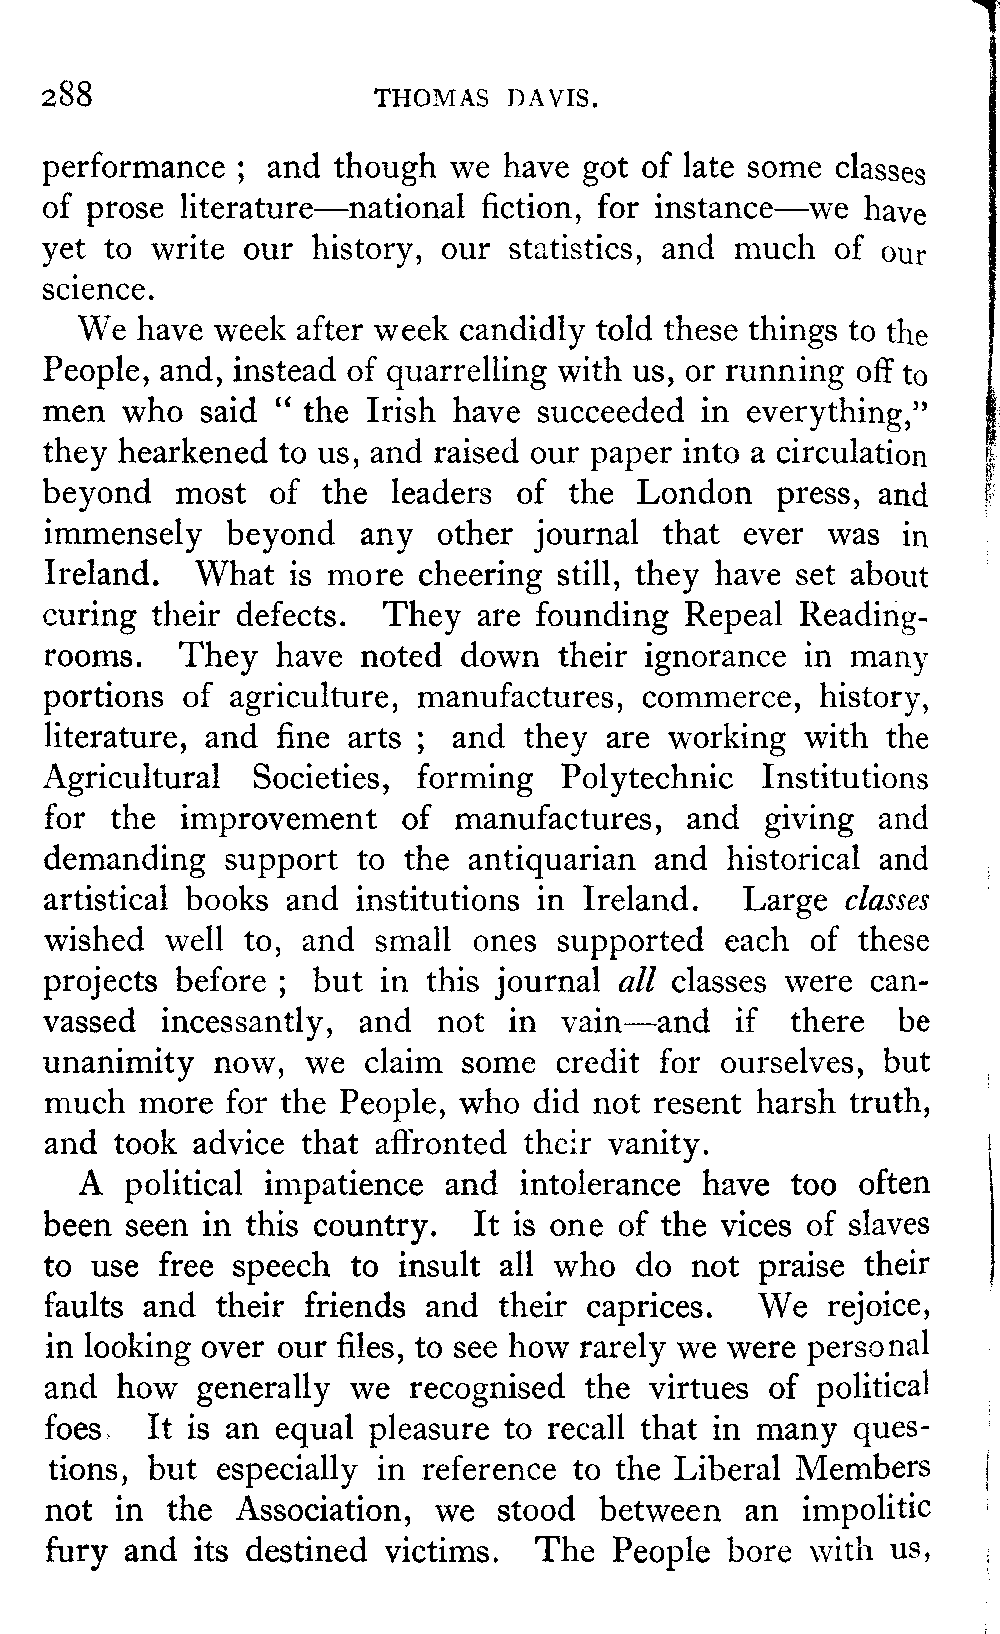 288 THOMAS DAVIS.
performance ; and though we have got of late some classes
of prose literature—national fiction, for instance—we have
yet to write our history, our statistics, and much of our
science.
We have week after week candidly told these things to the
People, and, instead of quarrelling with us, or running off to
men who said “ the Irish have succeeded in everything,”
they hearkened to us, and raised our paper into a circulation
beyond most of the leaders of the London press, and
immensely beyond any other journal that ever was in
Ireland. What is more cheering still, they have set about
curing their defects. They are founding Repeal Reading-
rooms. They have noted down their ignorance in many
portions of agriculture, manufactures, commerce, history,
literature, and fine arts ; and they are working with the
Agricultural Societies, forming Polytechnic Institutions
for the improvement of manufactures, and giving and
demanding support to the antiquarian and historical and
artistical books and institutions in Ireland. Large classes
wished well to, and small ones supported each of these
projects before ; but in this journal all classes were can-
vassed incessantly, and not in vain—and if there be
unanimity now, we claim some credit for ourselves, but
much more for the People, who did not resent harsh truth,
and took advice that affronted their vanity.
A political impatience and intolerance have too often
been seen in this country. It is one of the vices of slaves
to use free speech to insult all who do not praise their
faults and their friends and their caprices. We rejoice,
in looking over our files, to see how rarely we were personal
and how generally we recognised the virtues of political
foes. It is an equal pleasure to recall that in many ques-
tions, but especially in reference to the Liberal Members
not in the Association, we stood between an impolitic
fury and its destined victims. The People bore with us,